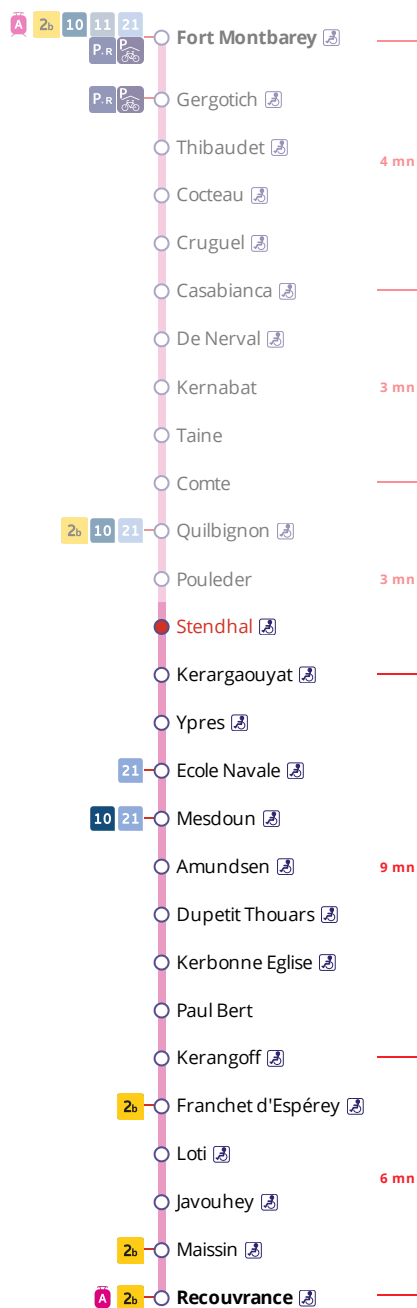 A 2b 10 11 21 Fort Montbarey
P+R P
P+R P Gergotich
Thibaudet
4 mn
Cocteau
Cruguel
Casabianca
De Nerval
Kernabat 3 mn
Taine
Comte
2b 10 21 Quilbignon
Pouleder 3 mn
Stendhal
Kerargaouyat
Ypres
21 Ecole Navale
10 21 Mesdoun
Amundsen 9 mn
Dupetit Thouars
Kerbonne Eglise
Paul Bert
Kerangoff
2b Franchet d'Espérey
Loti
6 mn
Javouhey
2b Maissin
A 2b Recouvrance